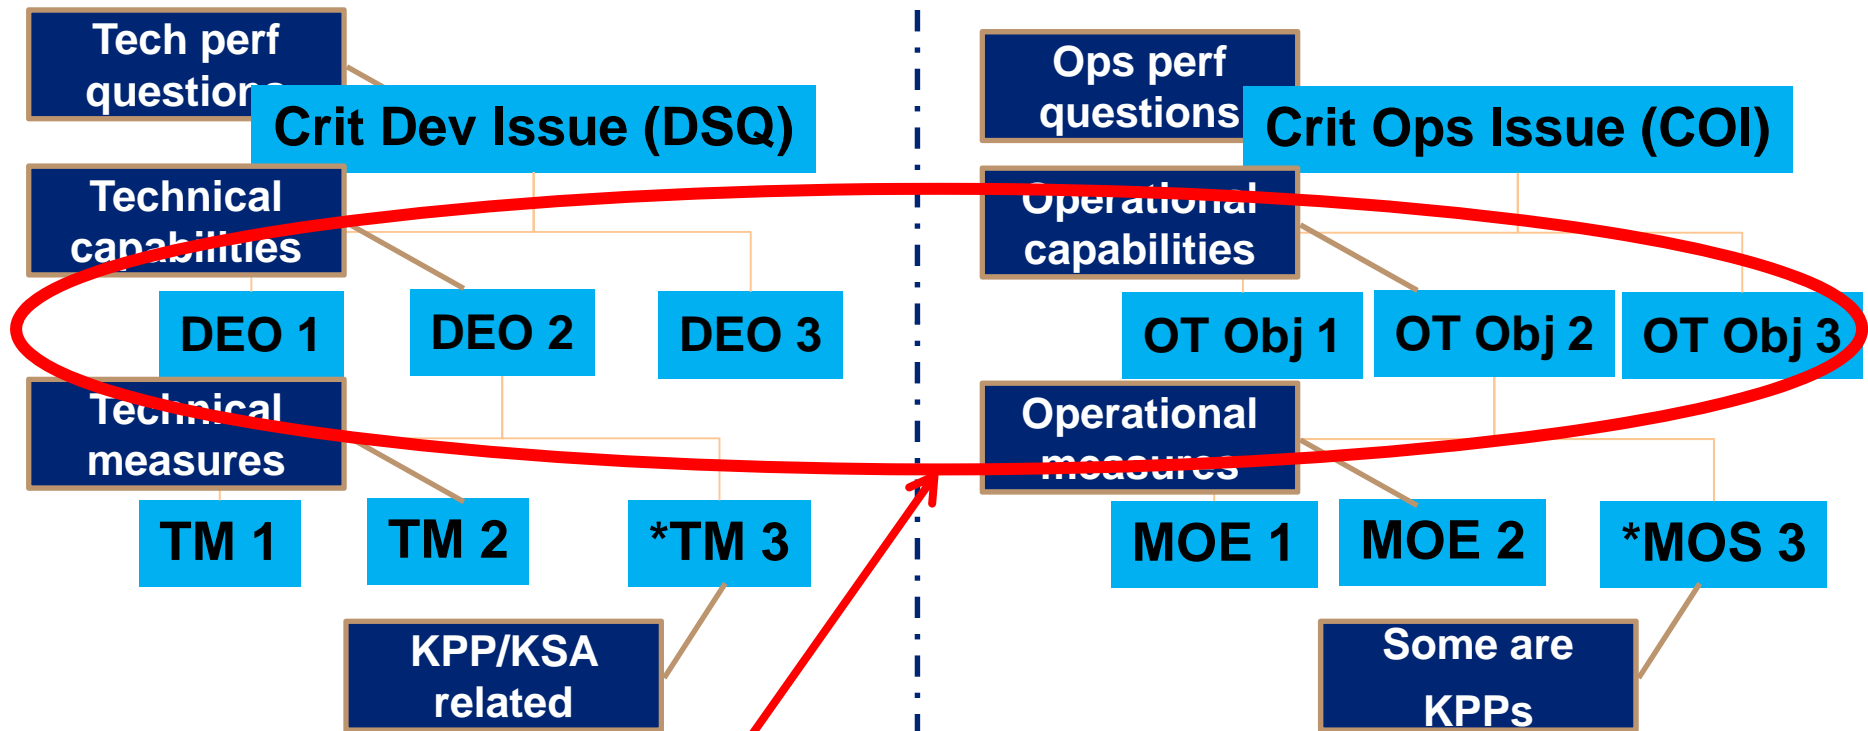 Tech perf
questions
Crit Dev Issue (DSQ)
Technical
capabilities
DEO 1
DEO 2
DEO 3
Technical
measures
TM 1
TM 2
*TM 3
KPP/KSA
related
Ops perf
questions
Crit Ops Issue (COI)
Operational
capabilities
OT Obj 1
OT Obj 2
OT Obj 3
Operational
measures
MOE 1
MOE 2
*MOS 3
Some are
KPPs